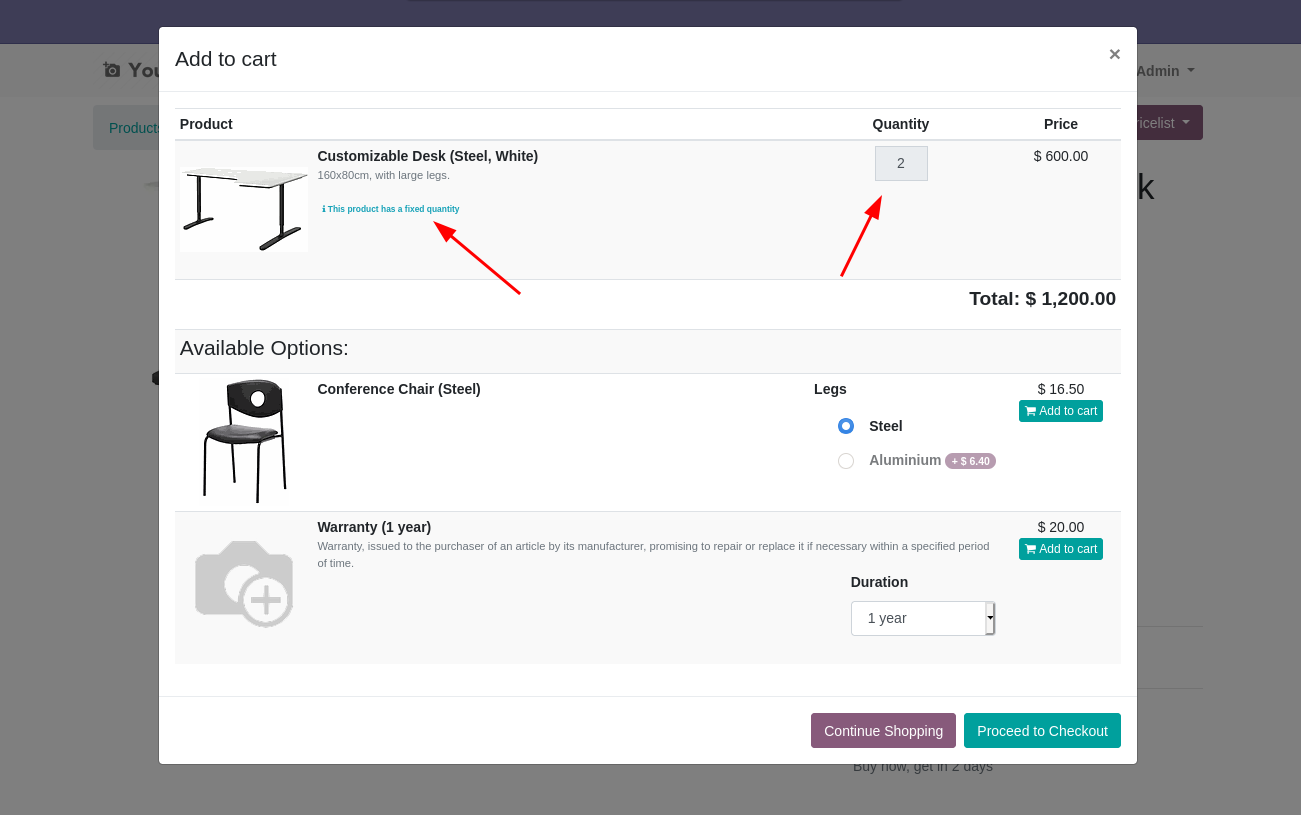 You
Admin
Add to cart
×
Products
Pricelist
Product Quantity Price
Customizable Desk (Steel, White) 2 $ 600.00
160x80cm, with large legs.
This product has a fixed quantity
k
Total: $ 1,200.00
Available Options:
Conference Chair (Steel) Legs $ 16.50
Add to cart
Steel
Aluminium + $ 6.40
Warranty (1 year) $ 20.00
Warranty, issued to the purchaser of an article by its manufacturer, promising to repair or replace it if necessary within a specified period
of time.
Add to cart
Duration
1 year
Continue Shopping Proceed to Checkout
Buy now, get in 2 days